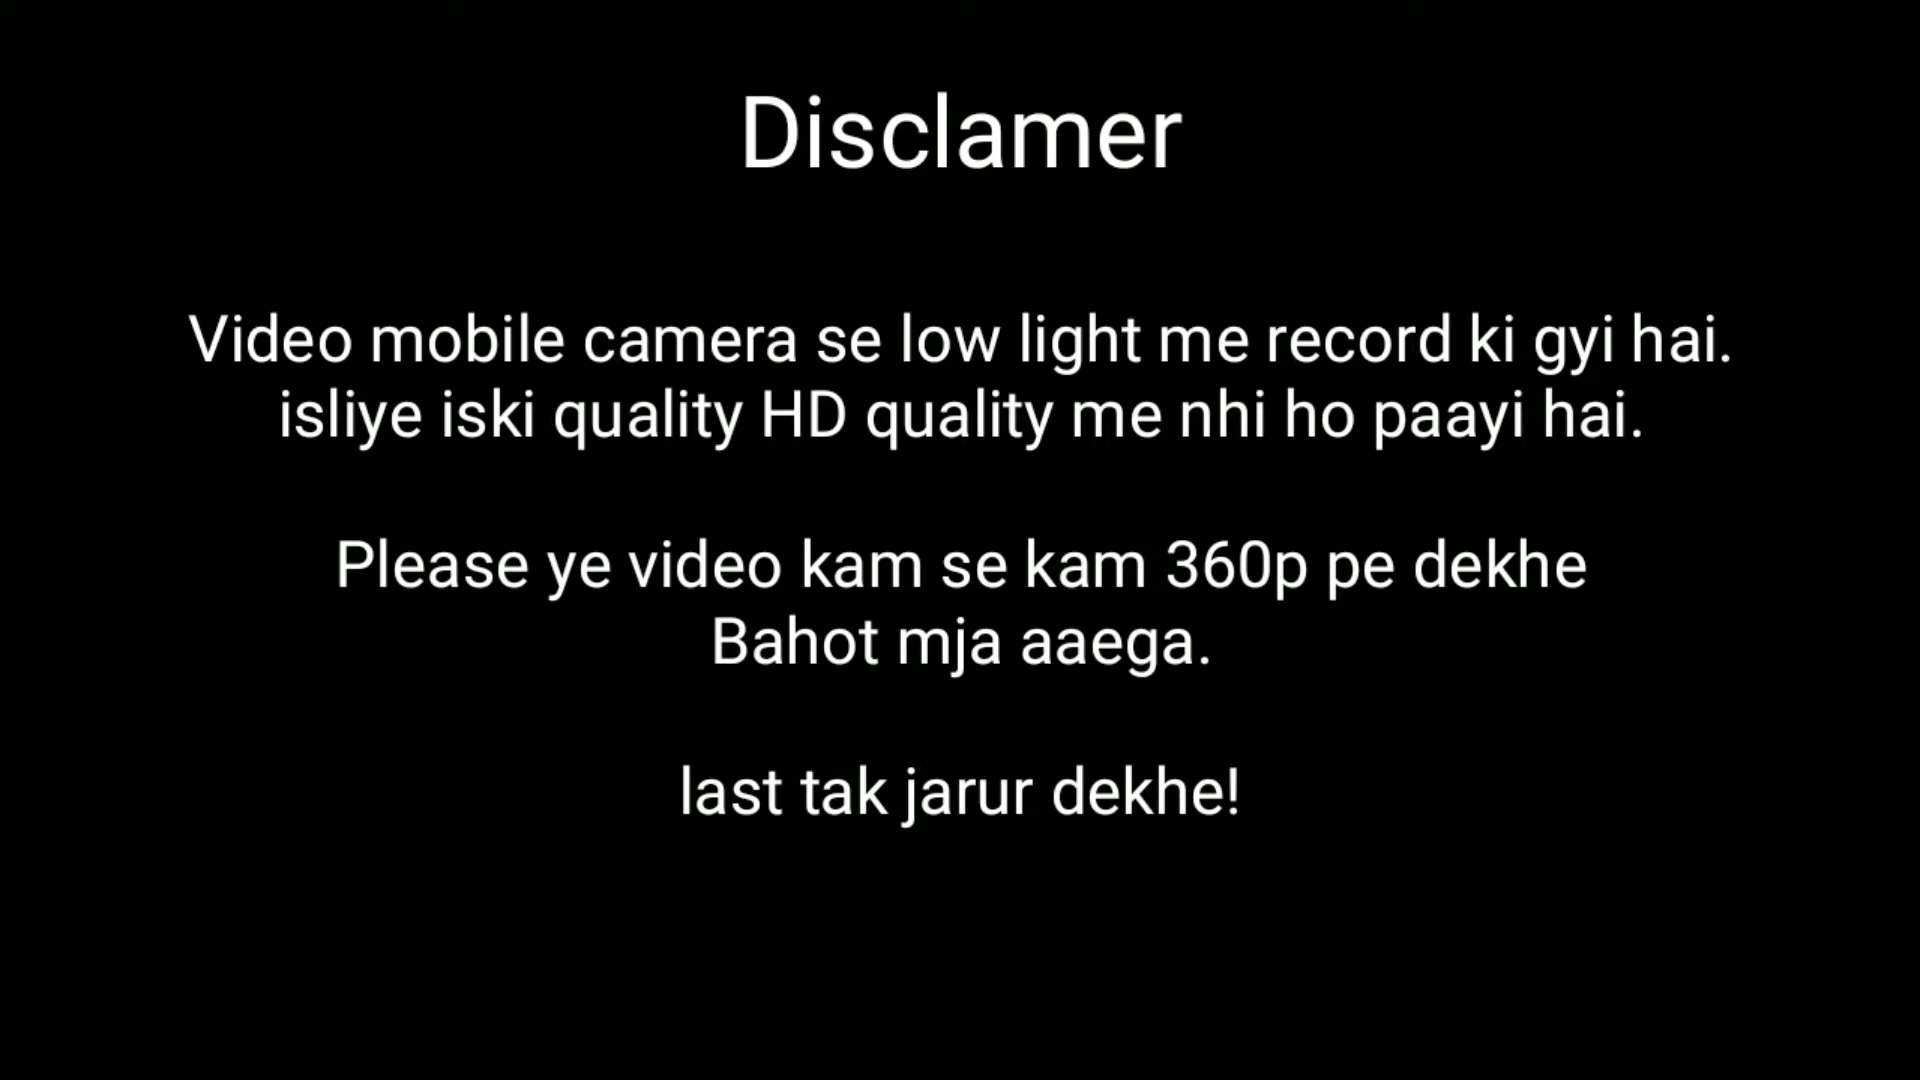 Disclamer
Video mobile camera se low light me record ki gyi hai.
isliye iski quality HD quality me nhi ho paayi hai.
Please ye video kam se kam 360p pe dekhe
Bahot mja aaega.
last tak jarur dekhe!